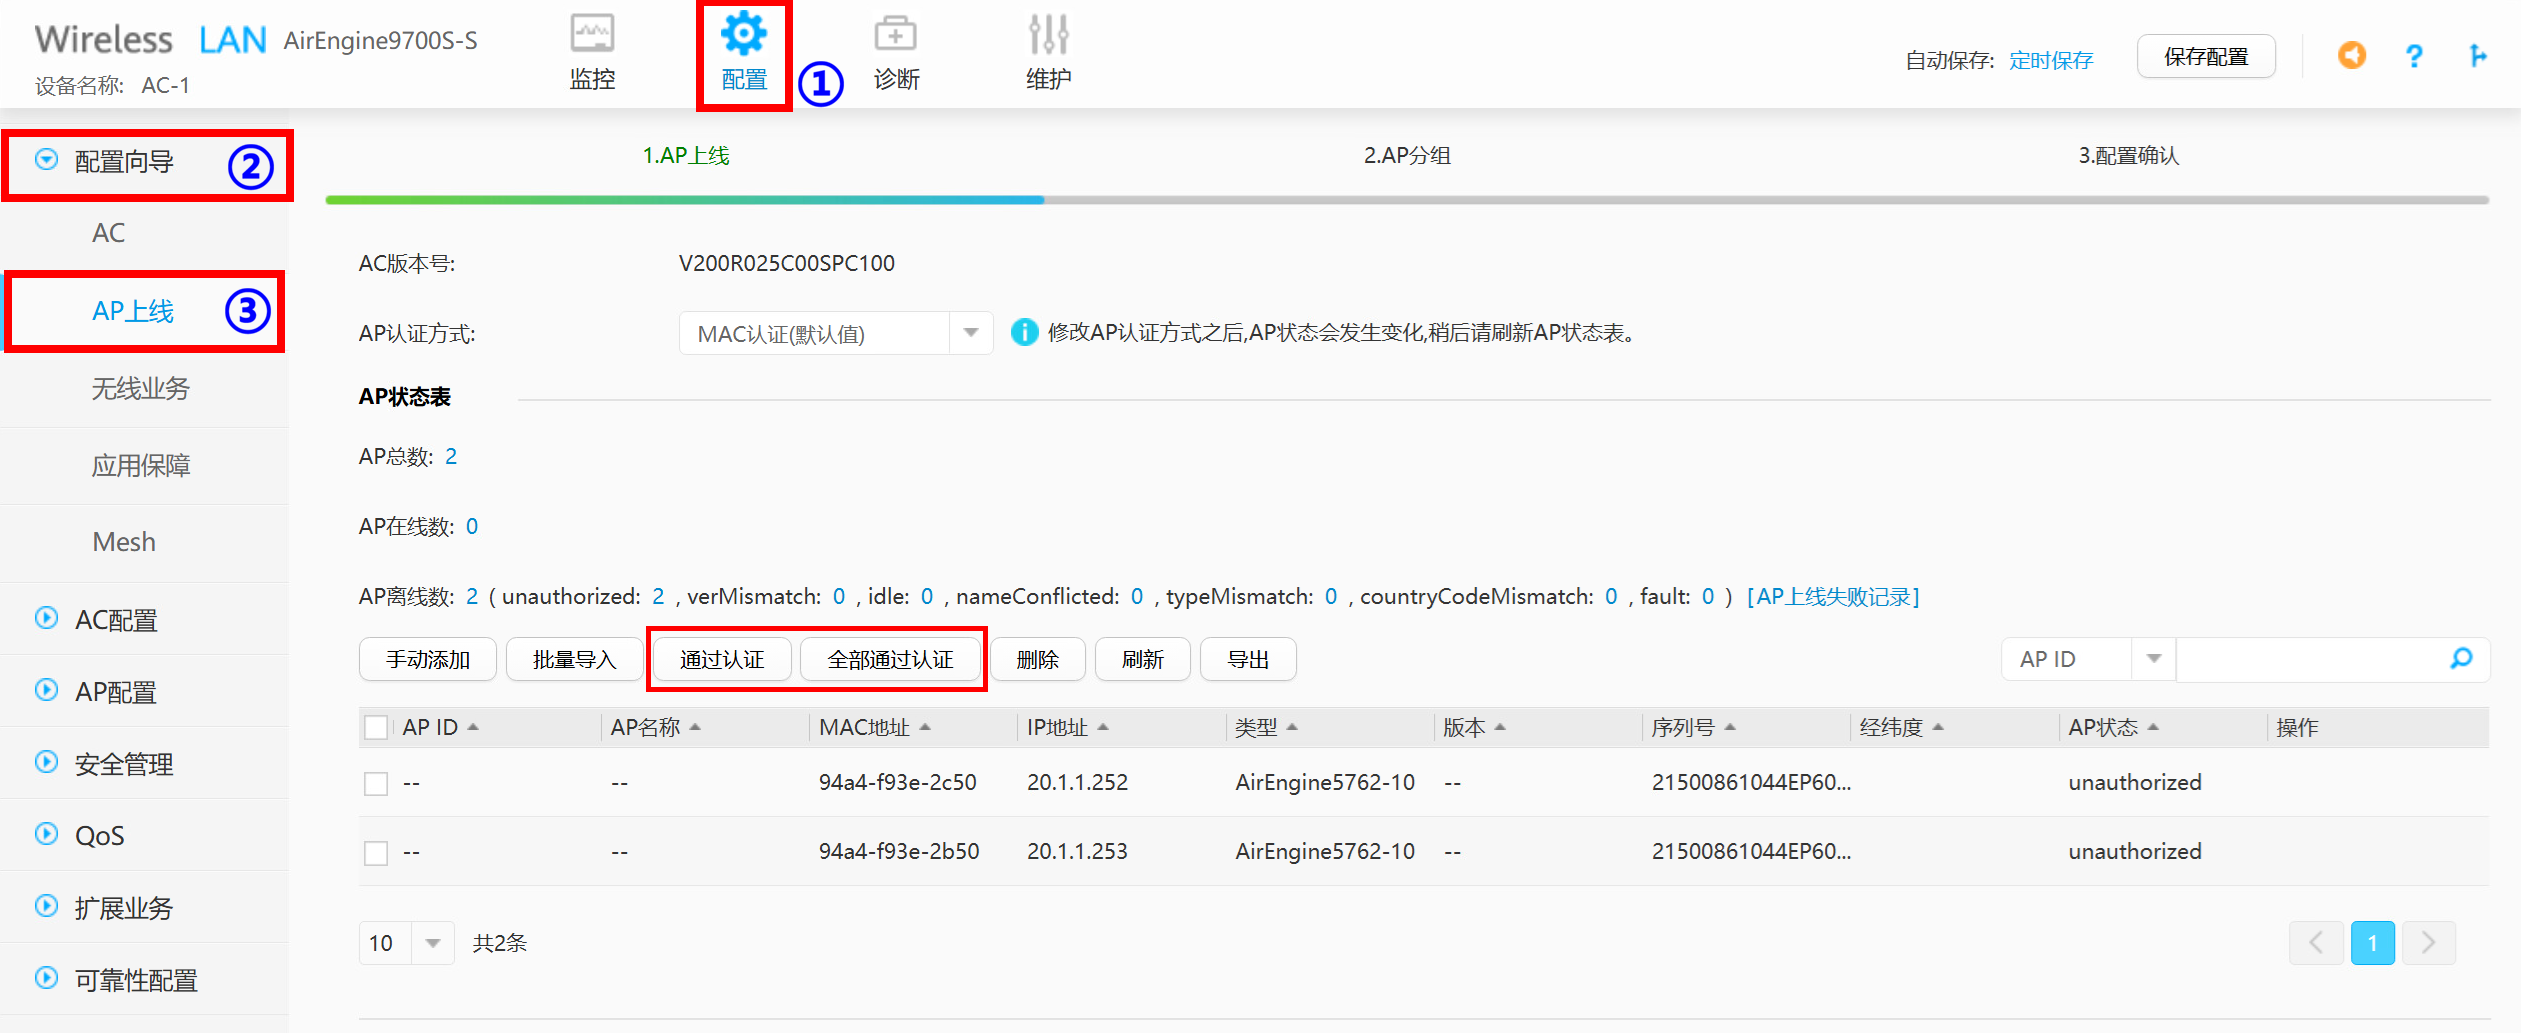 Wireless LAN AirEngine9700S-S
设备名称: AC-1
监控
配置
①
诊断
维护
自动保存: 定时保存
保存配置
?
配置向导 ②
AC
AP上线 ③
无线业务
应用保障
Mesh
AC配置
AP配置
安全管理
QoS
扩展业务
可靠性配置
1.AP上线 2.AP分组 3.配置确认
AC版本号: V200R025C00SPC100
AP认证方式: MAC认证(默认值) i 修改AP认证方式之后,AP状态会发生变化,稍后请刷新AP状态表。
AP状态表
AP总数: 2
AP在线数: 0
AP离线数: 2 ( unauthorized: 2 , verMismatch: 0 , idle: 0 , nameConflicted: 0 , typeMismatch: 0 , countryCodeMismatch: 0 , fault: 0 ) [AP上线失败记录]
手动添加 批量导入 通过认证 全部通过认证 删除 刷新 导出 AP ID
AP ID AP名称 MAC地址 IP地址 类型 版本 序列号 经纬度 AP状态 操作
-- -- 94a4-f93e-2c50 20.1.1.252 AirEngine5762-10 -- 21500861044EP60... unauthorized
-- -- 94a4-f93e-2b50 20.1.1.253 AirEngine5762-10 -- 21500861044EP60... unauthorized
10 共2条 1